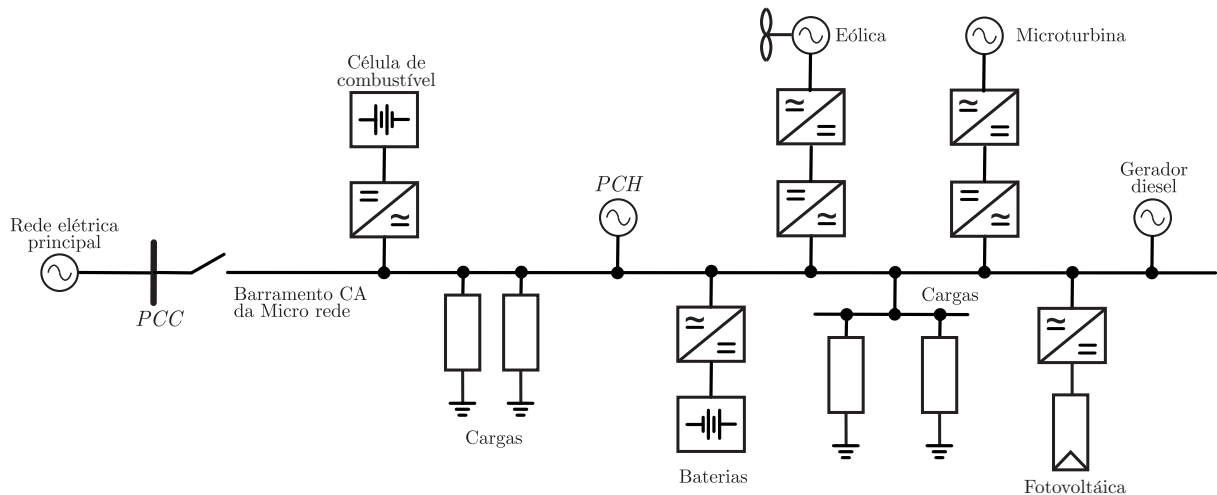 Eólica
Microturbina
Célula de
combustível
Gerador
diesel
PCH
Rede elétrica
principal
PCC
Barramento CA
da Micro rede
Cargas
Cargas
Baterias
Fotovoltáica